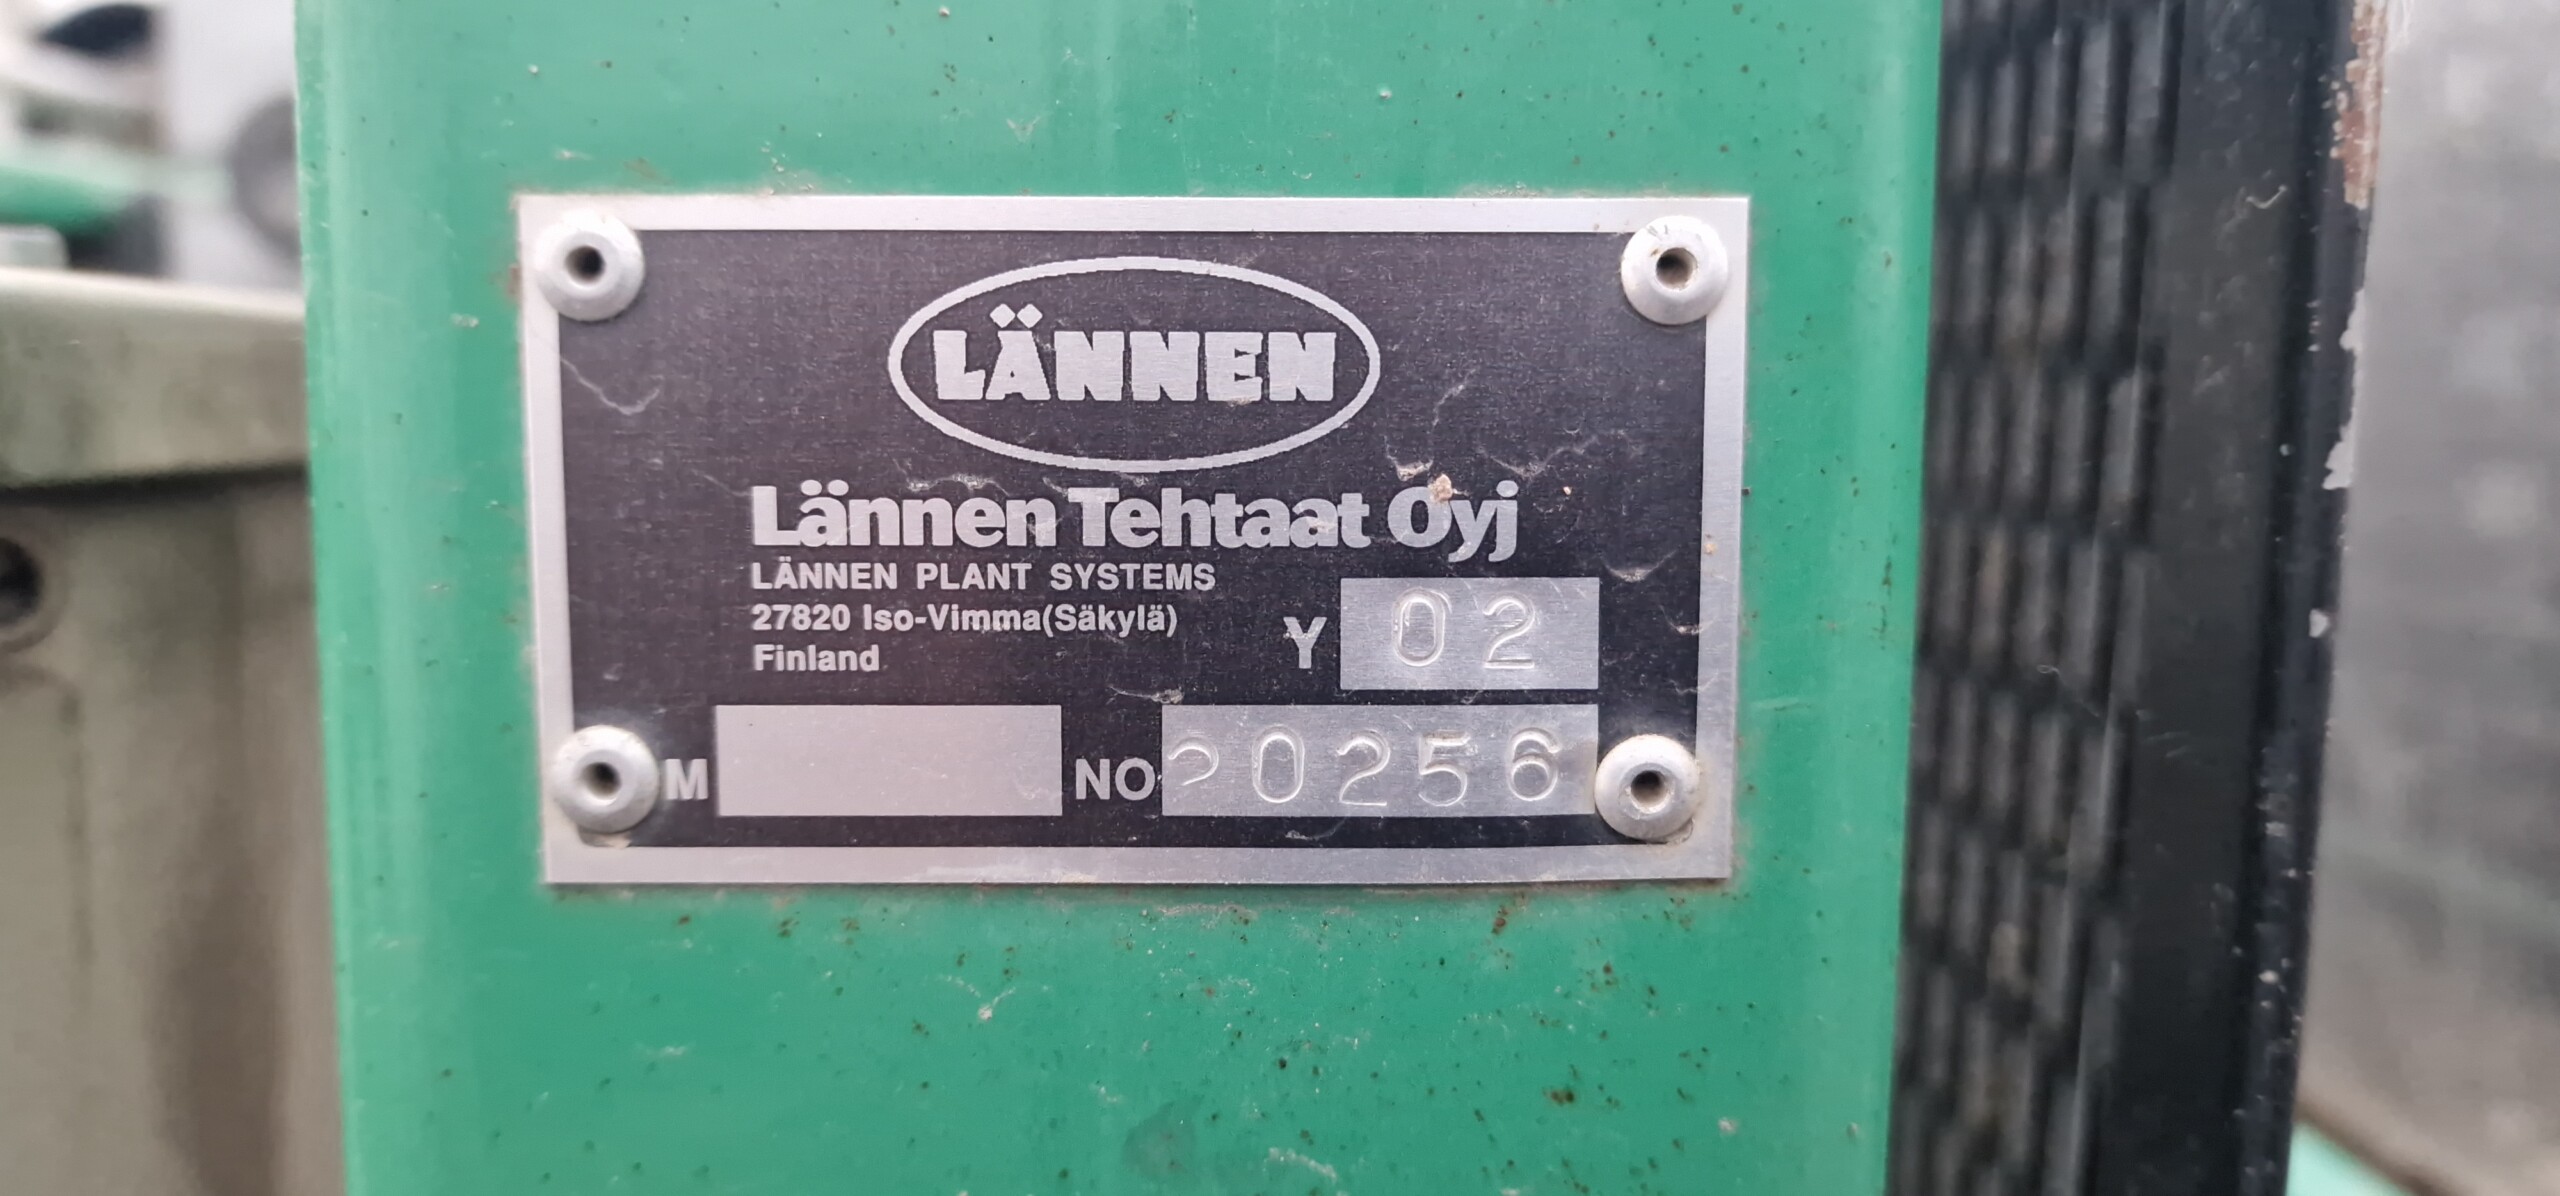 LÄNNEN
Lännen Tehtaat Oyj
LÄNNEN PLANT SYSTEMS
27820 Iso-Vimma(Säkylä)
Finland
Y 02
M
NO 20256